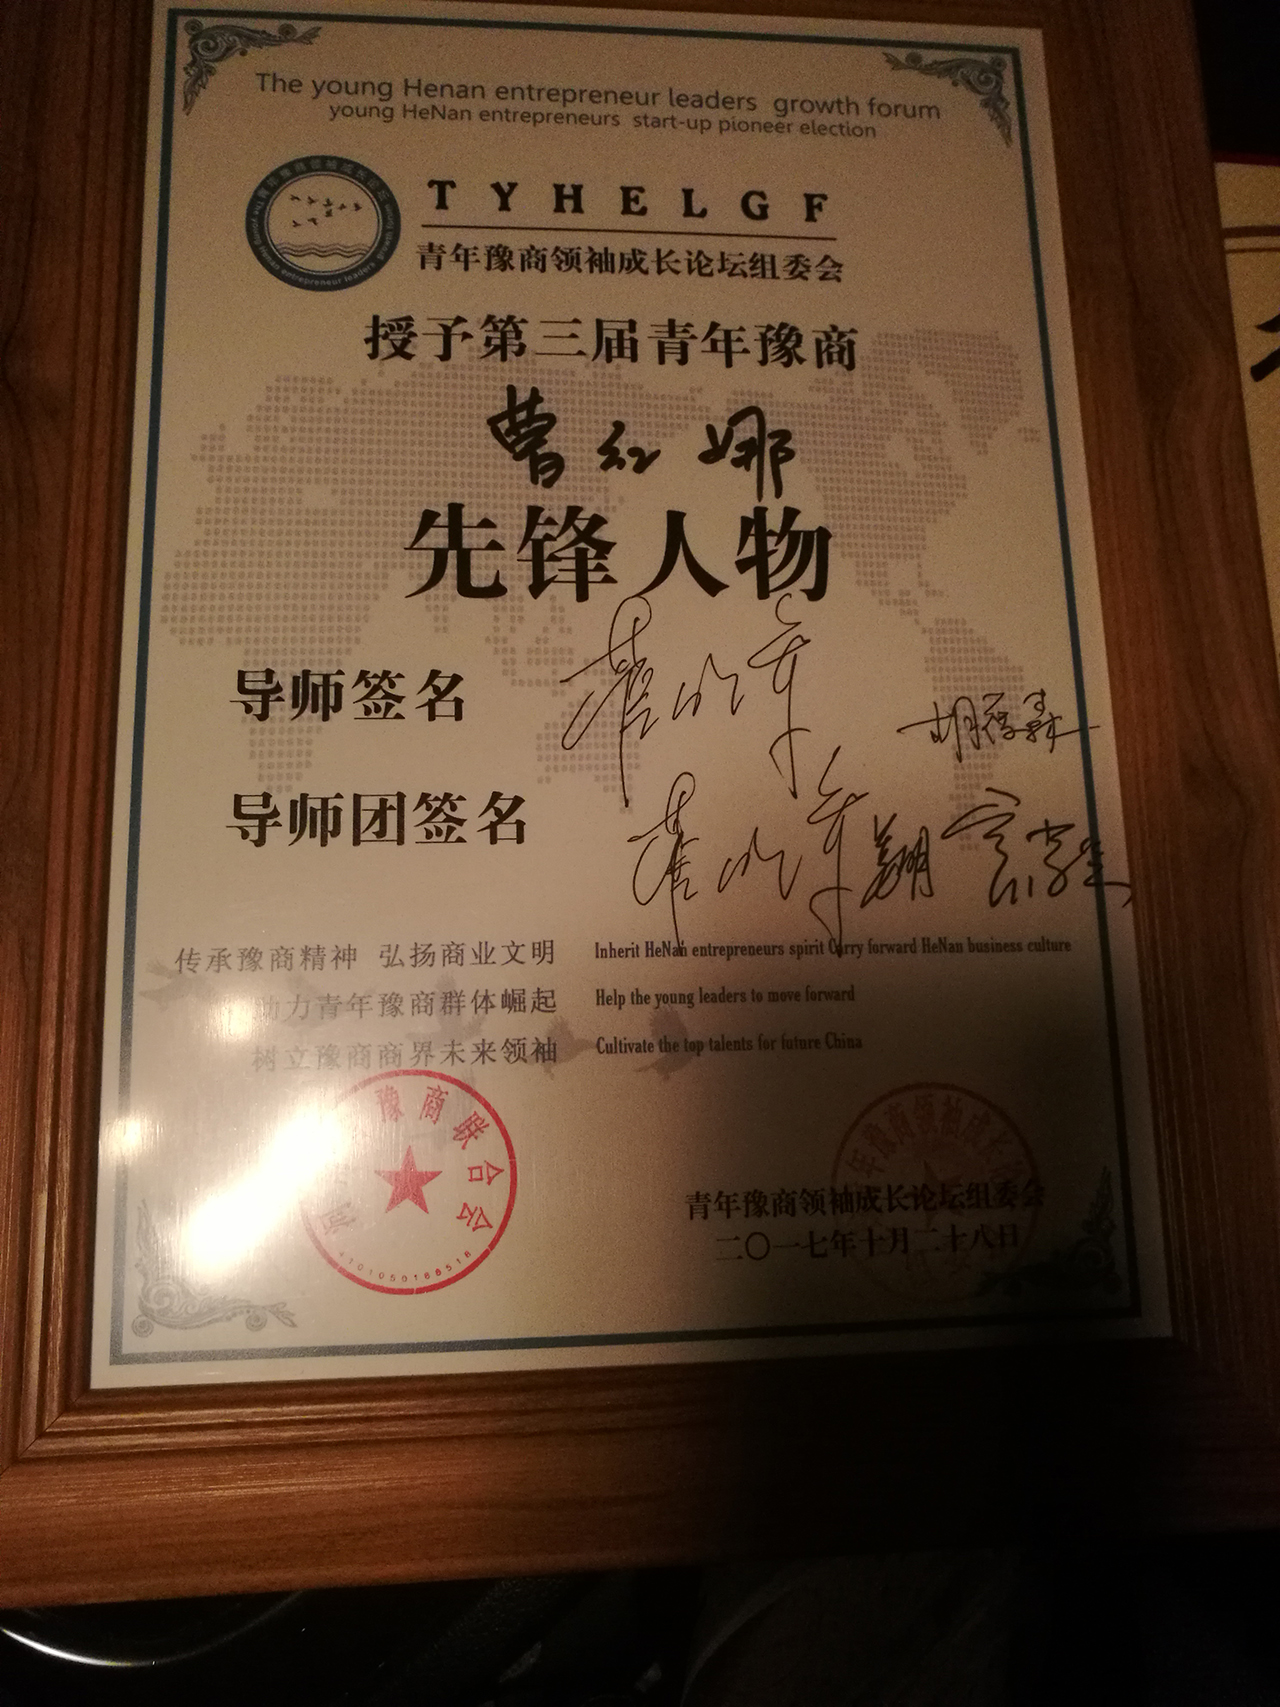 The young Henan entrepreneur leaders growth forum
young HeNan entrepreneurs start-up pioneer election
TYHELGF
青年豫商领袖成长论坛组委会
授予第三届青年豫商
曹红娜
先锋人物
导师签名
导师团签名
传承豫商精神 弘扬商业文明
Inherit HeNan entrepreneurs spirit Carry forward HeNan business culture
助力青年豫商群体崛起
Help the young leaders to move forward
树立豫商商界未来领袖
Cultivate the top talents for future China
豫商联合会
青年豫商领袖成长论坛组委会
二〇一七年十月二十八日